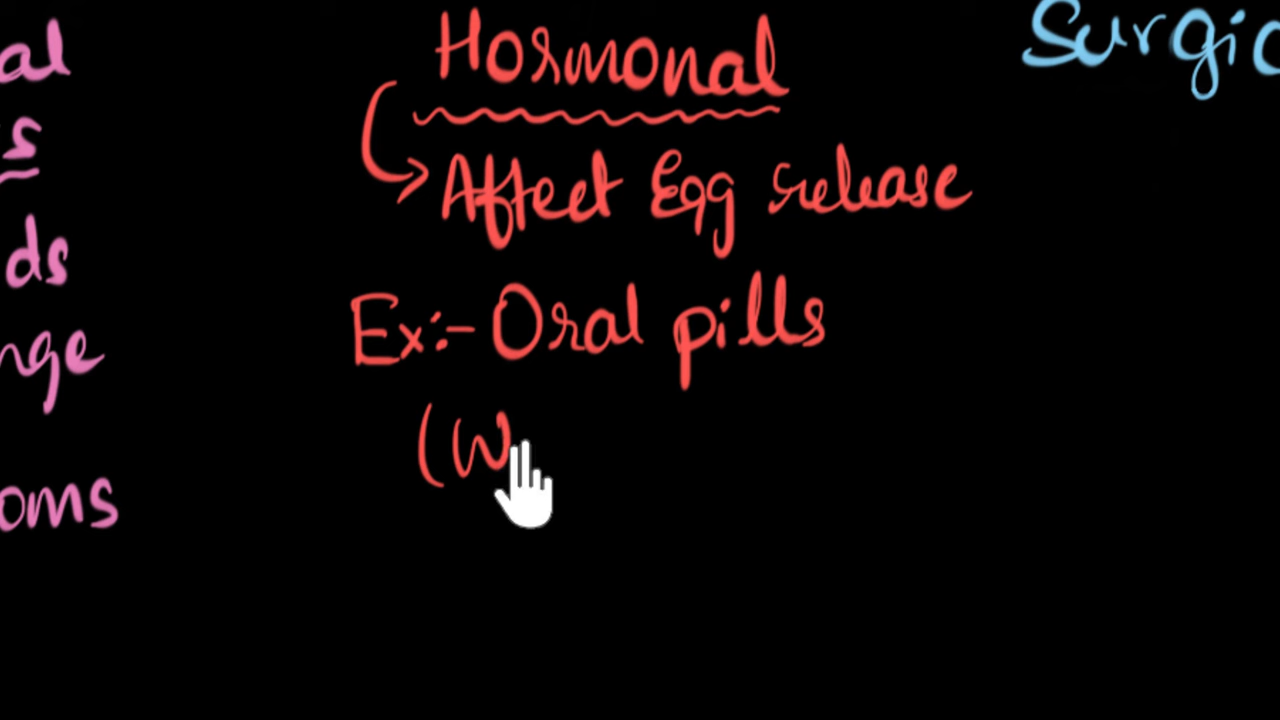 al
s
ds
nge
oms
Hormonal
Affect Egg release
Ex:- Oral pills
(W
Surgic